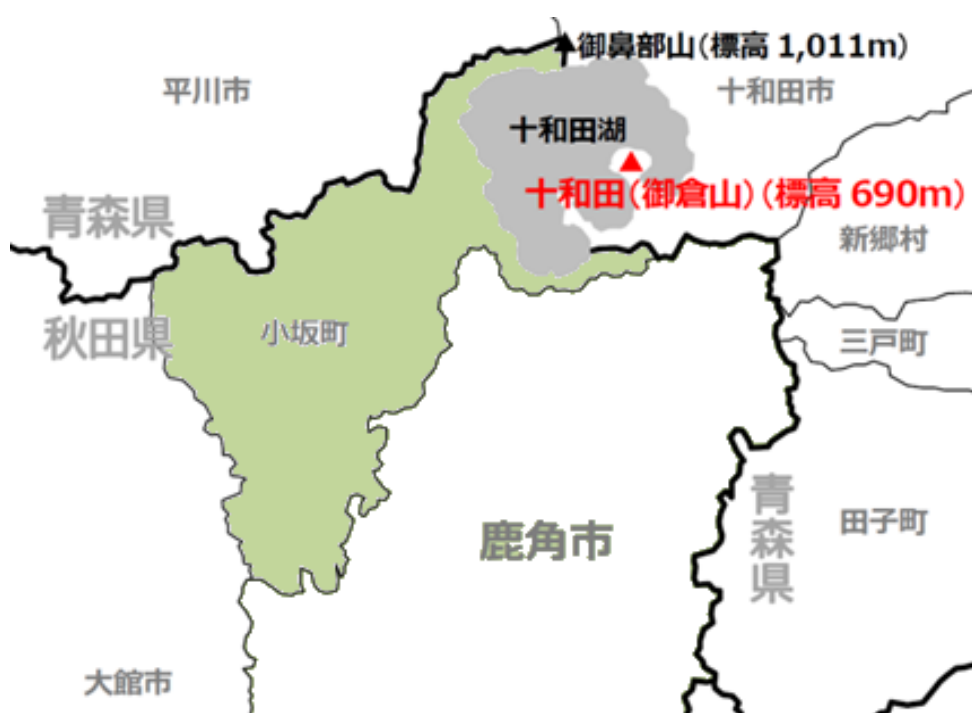 御鼻部山(標高 1,011m)
平川市
十和田市
十和田湖
十和田(御倉山)(標高 690m)
青森県
新郷村
秋田県
小坂町
三戸町
青森県
田子町
鹿角市
大館市